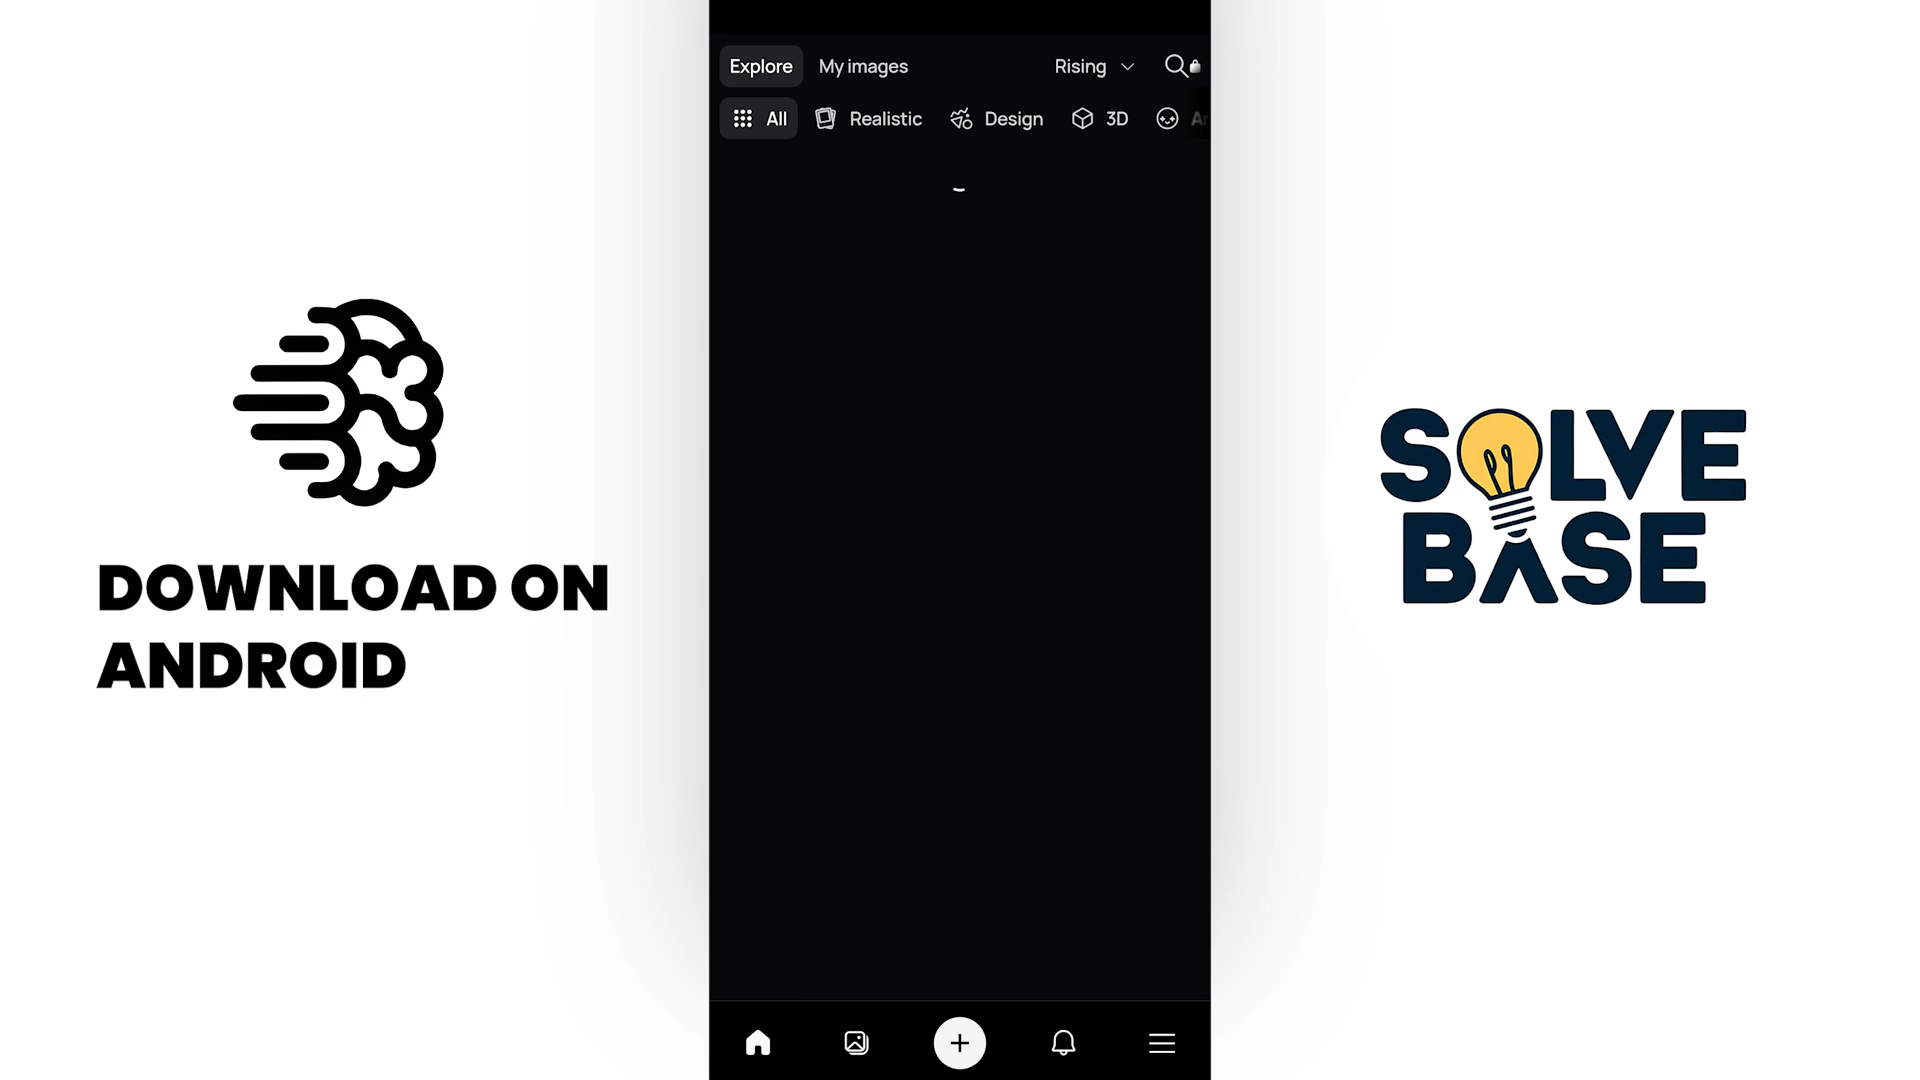 Explore My images Rising
All Realistic Design 3D
DOWNLOAD ON
ANDROID
SOLVE
BASE